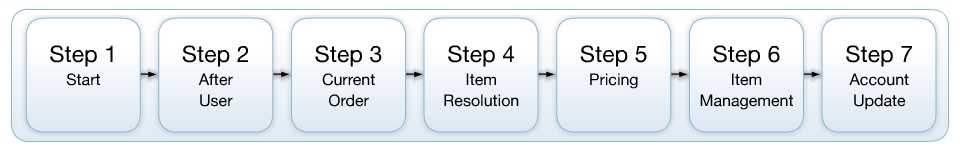 Step 1
Start
Step 2
After
User
Step 3
Current
Order
Step 4
Item
Resolution
Step 5
Pricing
Step 6
Item
Management
Step 7
Account
Update